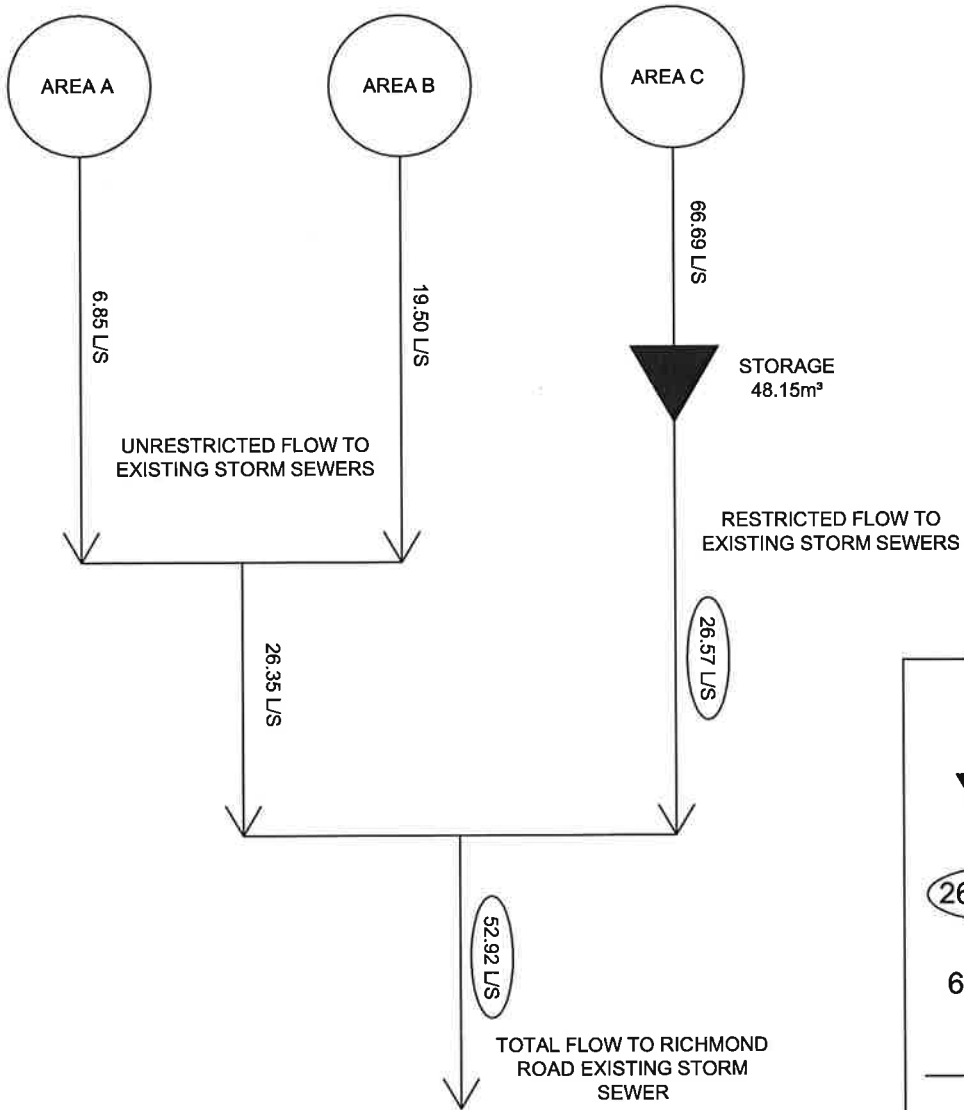 AREA A
AREA B
AREA C
6.85 L/S
19.50 L/S
66.69 L/S
STORAGE
48.15m³
UNRESTRICTED FLOW TO
EXISTING STORM SEWERS
RESTRICTED FLOW TO
EXISTING STORM SEWERS
26.35 L/S
26.57 L/S
52.92 L/S
TOTAL FLOW TO RICHMOND
ROAD EXISTING STORM
SEWER